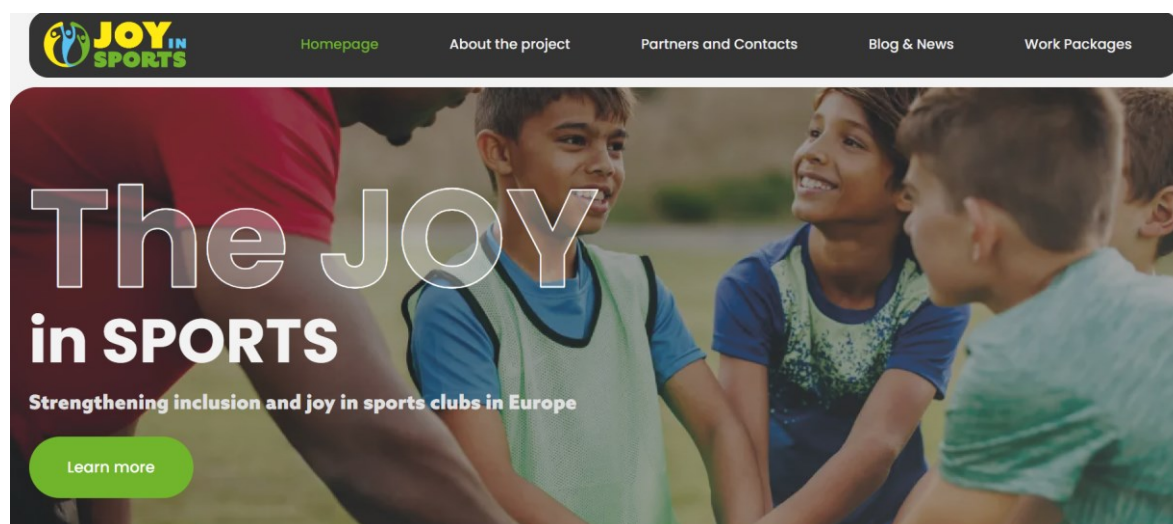 JOY IN
SPORTS
Homepage
About the project
Partners and Contacts
Blog & News
Work Packages
The JOY
in SPORTS
Strengthening inclusion and joy in sports clubs in Europe
Learn more